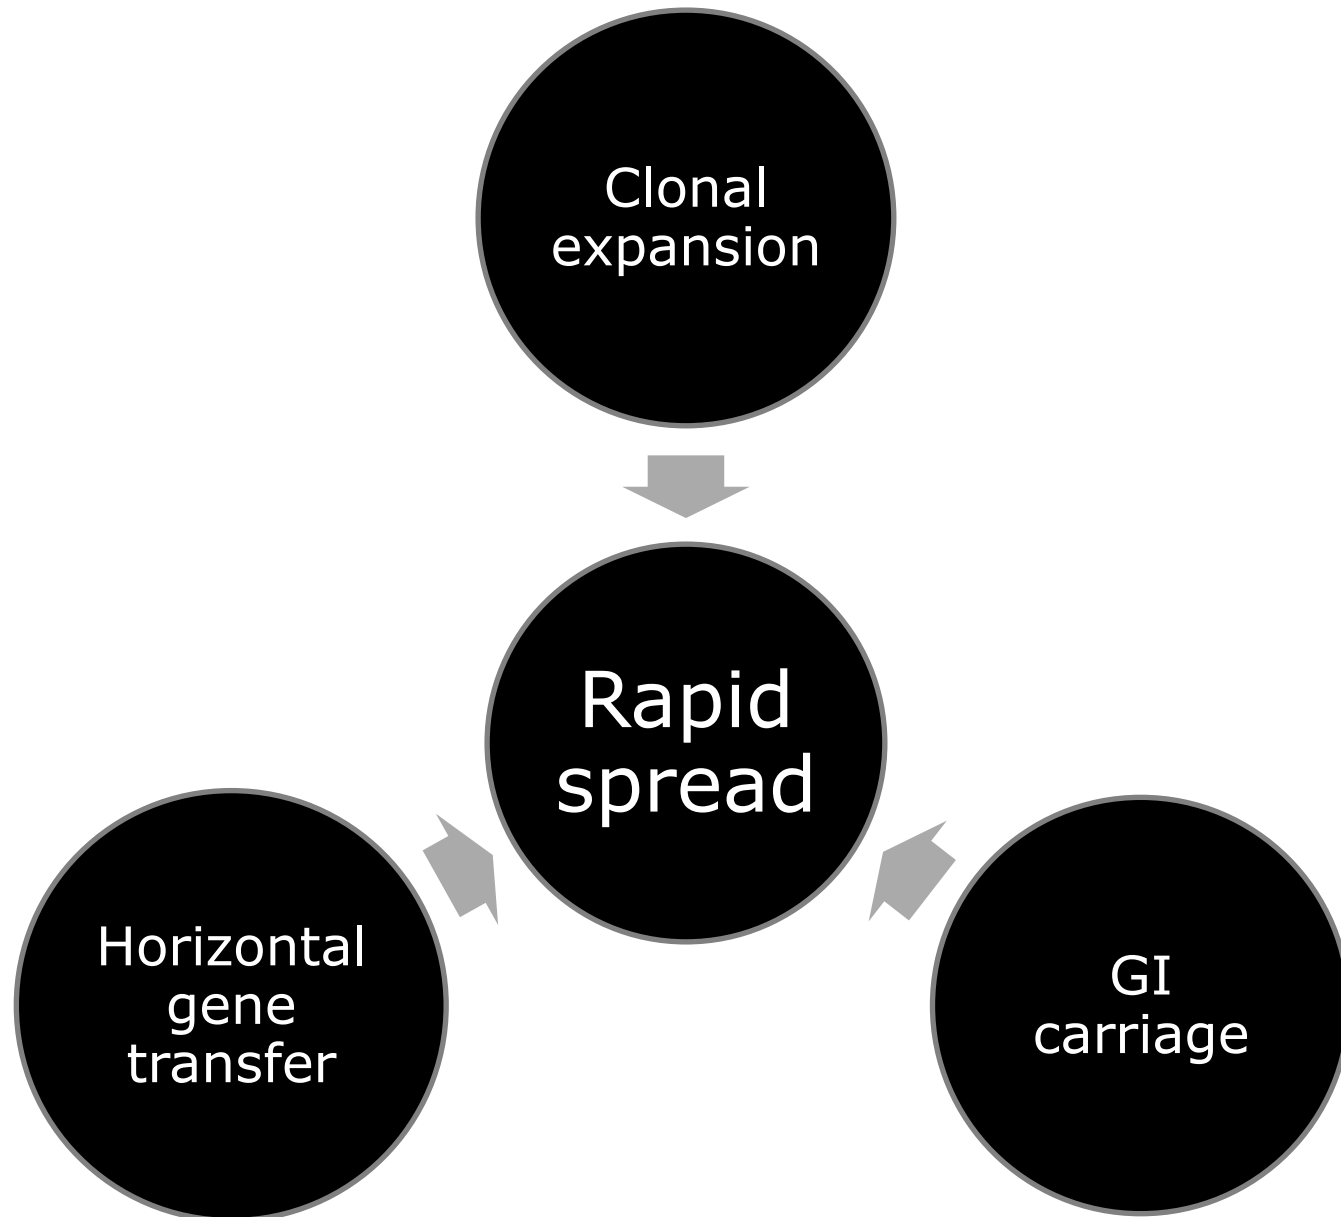 Clonal
expansion
Rapid
spread
Horizontal
gene
transfer
GI
carriage